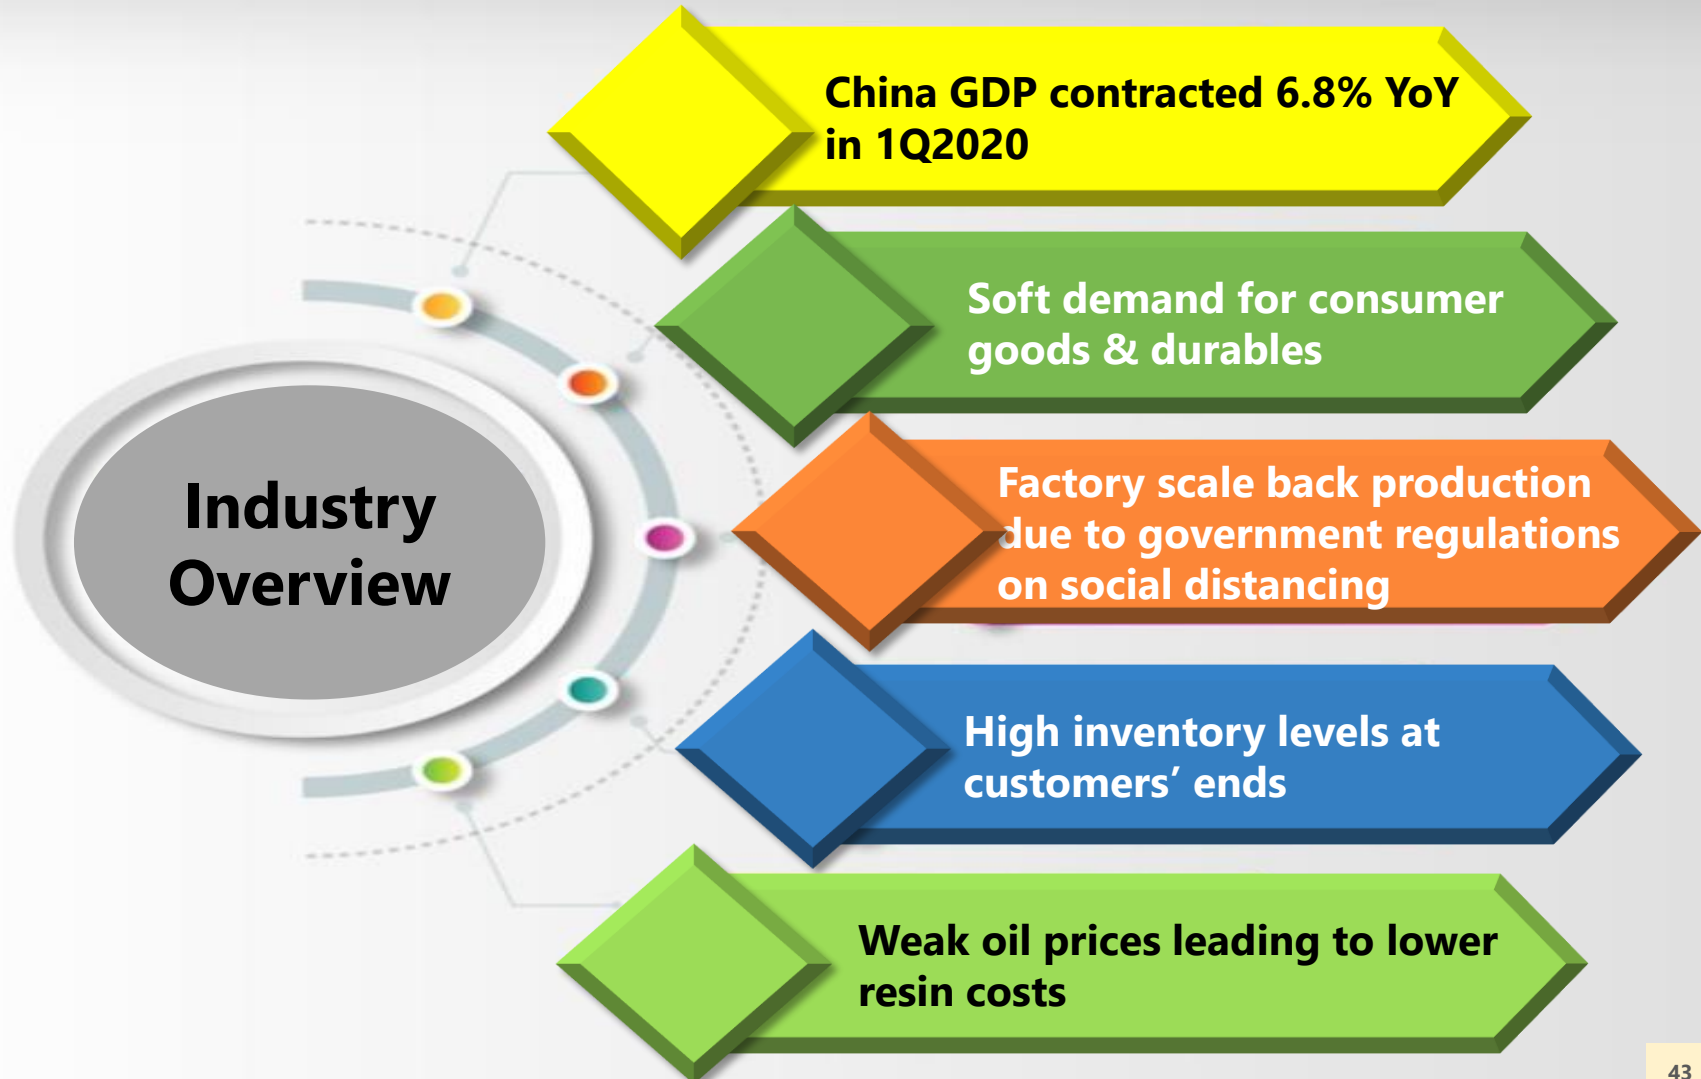 Industry
Overview
China GDP contracted 6.8% YoY
in 1Q2020
Soft demand for consumer
goods & durables
Factory scale back production
due to government regulations
on social distancing
High inventory levels at
customers’ ends
Weak oil prices leading to lower
resin costs
43